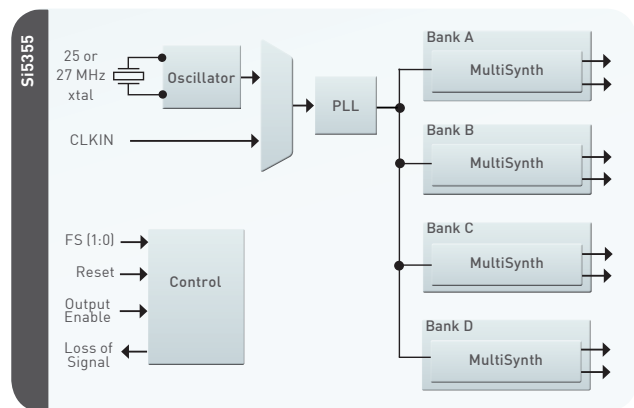 Si5355
25 or
27 MHz
xtal
Oscillator
CLKIN
PLL
Bank A
MultiSynth
Bank B
MultiSynth
Bank C
MultiSynth
Bank D
MultiSynth
FS (1:0)
Reset
Output
Enable
Loss of
Signal
Control